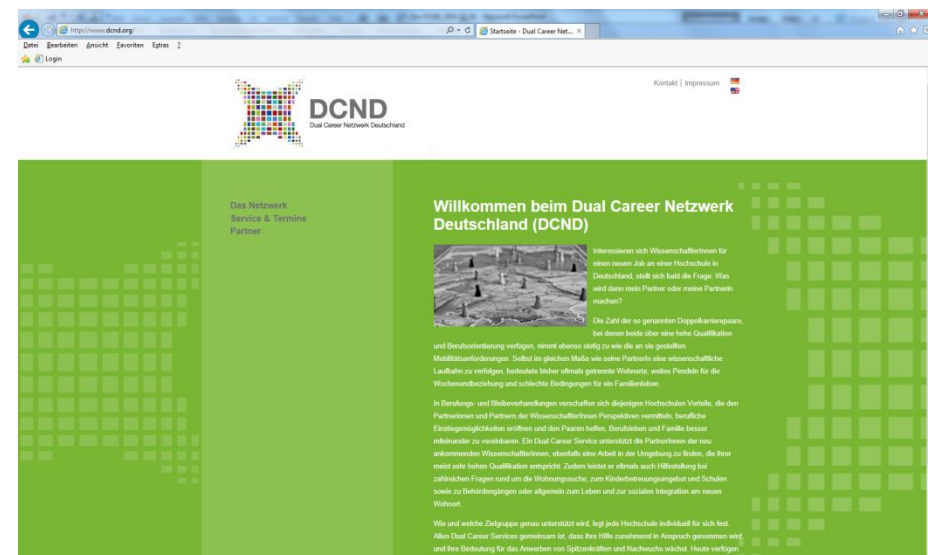 http://www.dcnd.org/
Startseite - Dual Career Net...
Datei Bearbeiten Ansicht Favoriten Extras ?
Login
Kontakt | Impressum
DCND
Dual Career Netzwerk Deutschland
Das Netzwerk
Service & Termine
Partner
Willkommen beim Dual Career Netzwerk
Deutschland (DCND)
Interessieren sich WissenschaftlerInnen für
einen neuen Job an einer Hochschule in
Deutschland, stellt sich bald die Frage: Was
wird dann mein Partner oder meine Partnerin
machen?
Die Zahl der so genannten Doppelkarrierepaare,
bei denen beide über eine hohe Qualifikation
und Berufsorientierung verfügen, nimmt ebenso stetig zu wie die an sie gestellten
Mobilitätsanforderungen. Selbst im gleichen Maße wie seine Partnerin eine wissenschaftliche
Laufbahn zu verfolgen, bedeutete bisher oftmals getrennte Wohnorte, weites Pendeln für die
Wochenendbeziehung und schlechte Bedingungen für ein Familienleben.
In Berufungs- und Bleibeverhandlungen verschaffen sich diejenigen Hochschulen Vorteile, die den
Partnerinnen und Partnern der WissenschaftlerInnen Perspektiven vermitteln, berufliche
Einstiegsmöglichkeiten eröffnen und den Paaren helfen, Berufsleben und Familie besser
miteinander zu vereinbaren. Ein Dual Career Service unterstützt die PartnerInnen der neu
ankommenden WissenschaftlerInnen, ebenfalls eine Arbeit in der Umgebung zu finden, die ihrer
meist sehr hohen Qualifikation entspricht. Zudem leistet er oftmals auch Hilfestellung bei
zahlreichen Fragen rund um die Wohnungssuche, zum Kinderbetreuungsangebot und Schulen
sowie zu Behördengängen oder allgemein zum Leben und zur sozialen Integration am neuen
Wohnort.
Wie und welche Zielgruppe genau unterstützt wird, legt jede Hochschule individuell für sich fest.
Allen Dual Career Services gemeinsam ist, dass ihre Hilfe zunehmend in Anspruch genommen wird
und ihre Bedeutung für das Anwerben von Spitzenkräften und Nachwuchs wächst. Heute verfügen